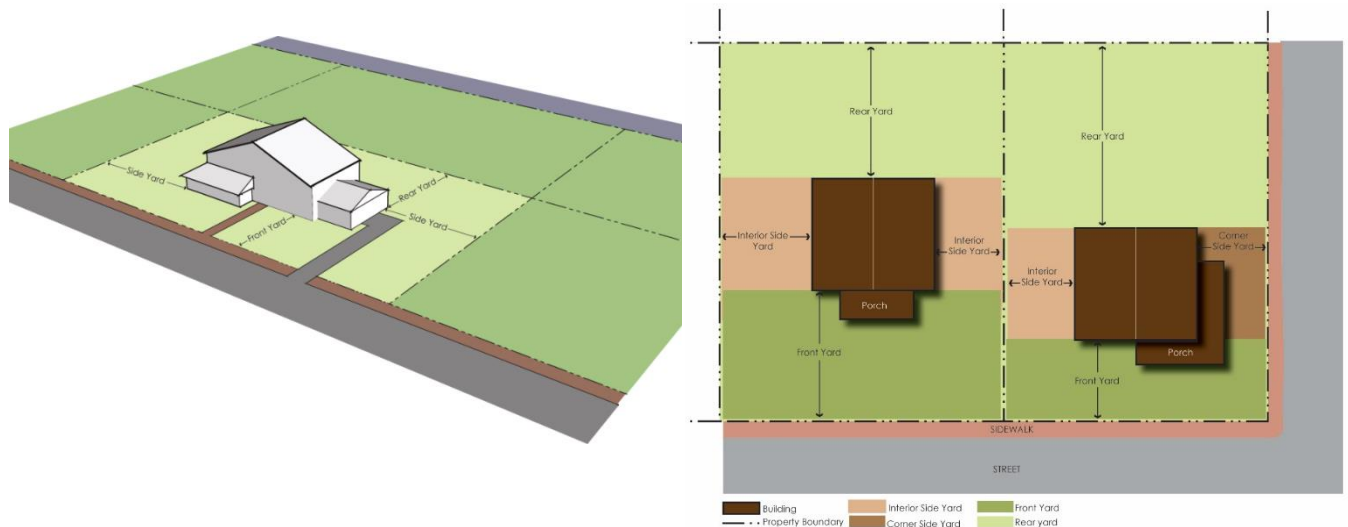 Side Yard
Rear Yard
Side Yard
Front Yard
Rear Yard
Rear Yard
Interior Side
Yard
Interior
Side Yard
Corner
Side Yard
Interior
Side Yard
Porch
Porch
Front Yard
Front Yard
SIDEWALK
STREET
Building
Interior Side Yard
Front Yard
Property Boundary
Corner Side Yard
Rear yard